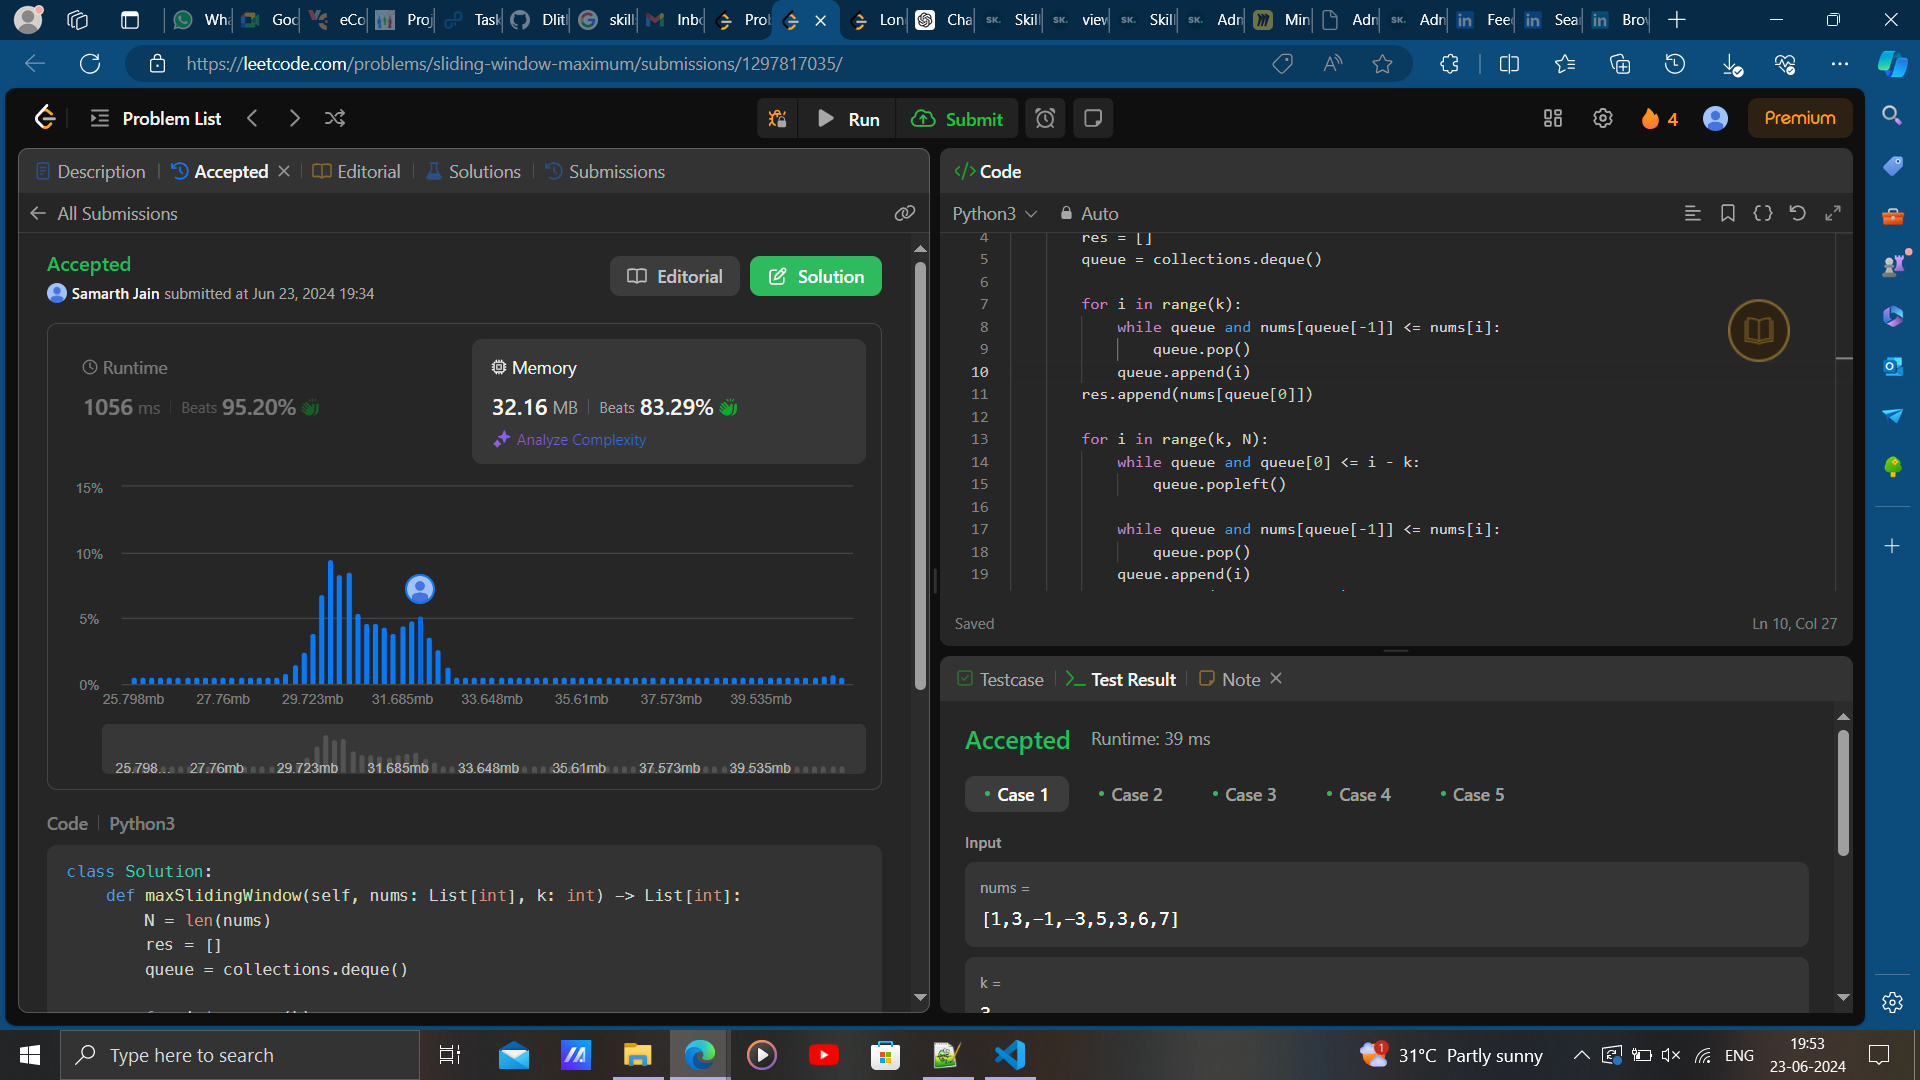 Wha
Goo
eCo
Proj
Task
Dlitl
skill
Inbo
Prob
Lon
Cha
Skil
view
Skil
Adn
Min
Adn
Adn
Fee
Sea
Bro
https://leetcode.com/problems/sliding-window-maximum/submissions/1297817035/
Problem List
Run
Submit
4
Premium
Description
Accepted
Editorial
Solutions
Submissions
All Submissions
Accepted
Samarth Jain submitted at Jun 23, 2024 19:34
Editorial
Solution
Runtime
1056 ms
Beats 95.20%
Memory
32.16 MB
Beats 83.29%
Analyze Complexity
15%
10%
5%
0%
25.798mb 27.76mb 29.723mb 31.685mb 33.648mb 35.61mb 37.573mb 39.535mb
25.798... 27.76mb 29.723mb 31.685mb 33.648mb 35.61mb 37.573mb 39.535mb
Code Python3
class Solution:
def maxSlidingWindow(self, nums: List[int], k: int) -> List[int]:
N = len(nums)
res = []
queue = collections.deque()
</> Code
Python3
Auto
4 res = []
5 queue = collections.deque()
6
7 for i in range(k):
8 while queue and nums[queue[-1]] <= nums[i]:
9 queue.pop()
10 queue.append(i)
11 res.append(nums[queue[0]])
12
13 for i in range(k, N):
14 while queue and queue[0] <= i - k:
15 queue.popleft()
16
17 while queue and nums[queue[-1]] <= nums[i]:
18 queue.pop()
19 queue.append(i)
Saved
Ln 10, Col 27
Testcase
Test Result
Note
Accepted
Runtime: 39 ms
Case 1
Case 2
Case 3
Case 4
Case 5
Input
nums =
[1,3,-1,-3,5,3,6,7]
k =
Type here to search
31°C Partly sunny
ENG
19:53
23-06-2024